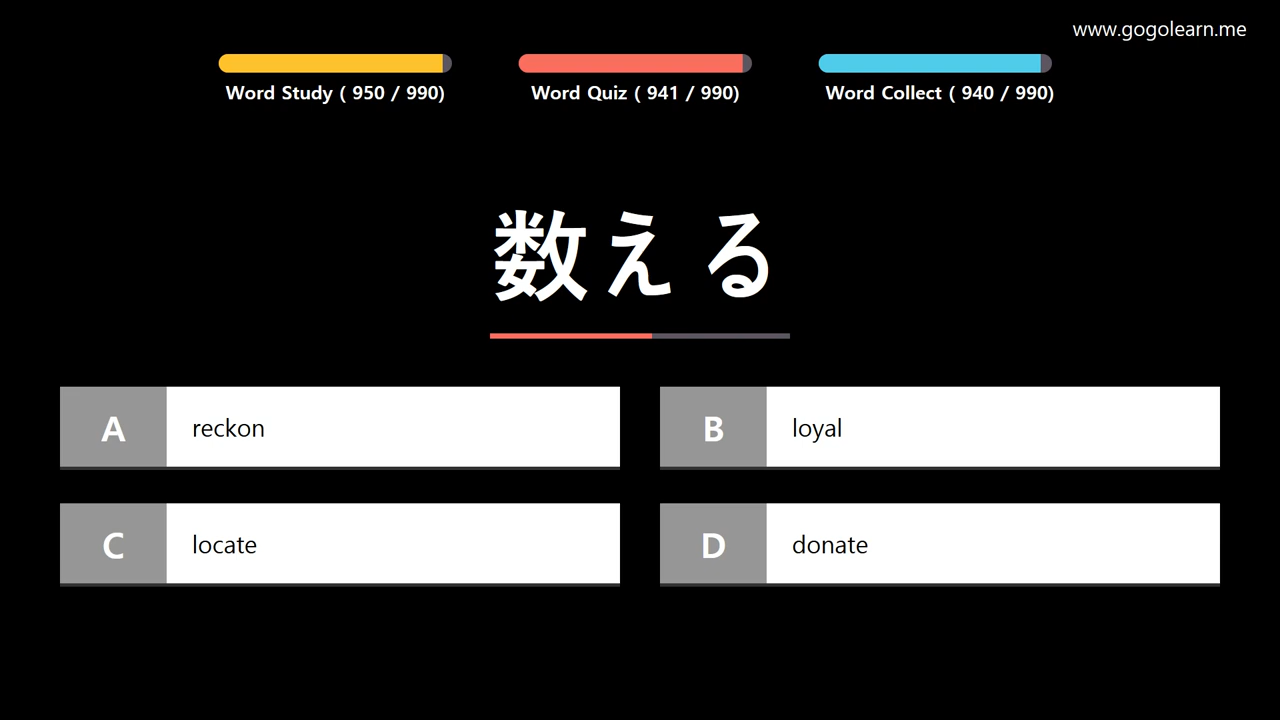 www.gogolearn.me
Word Study ( 950 / 990)
Word Quiz ( 941 / 990)
Word Collect ( 940 / 990)
数える
A reckon
B loyal
C locate
D donate